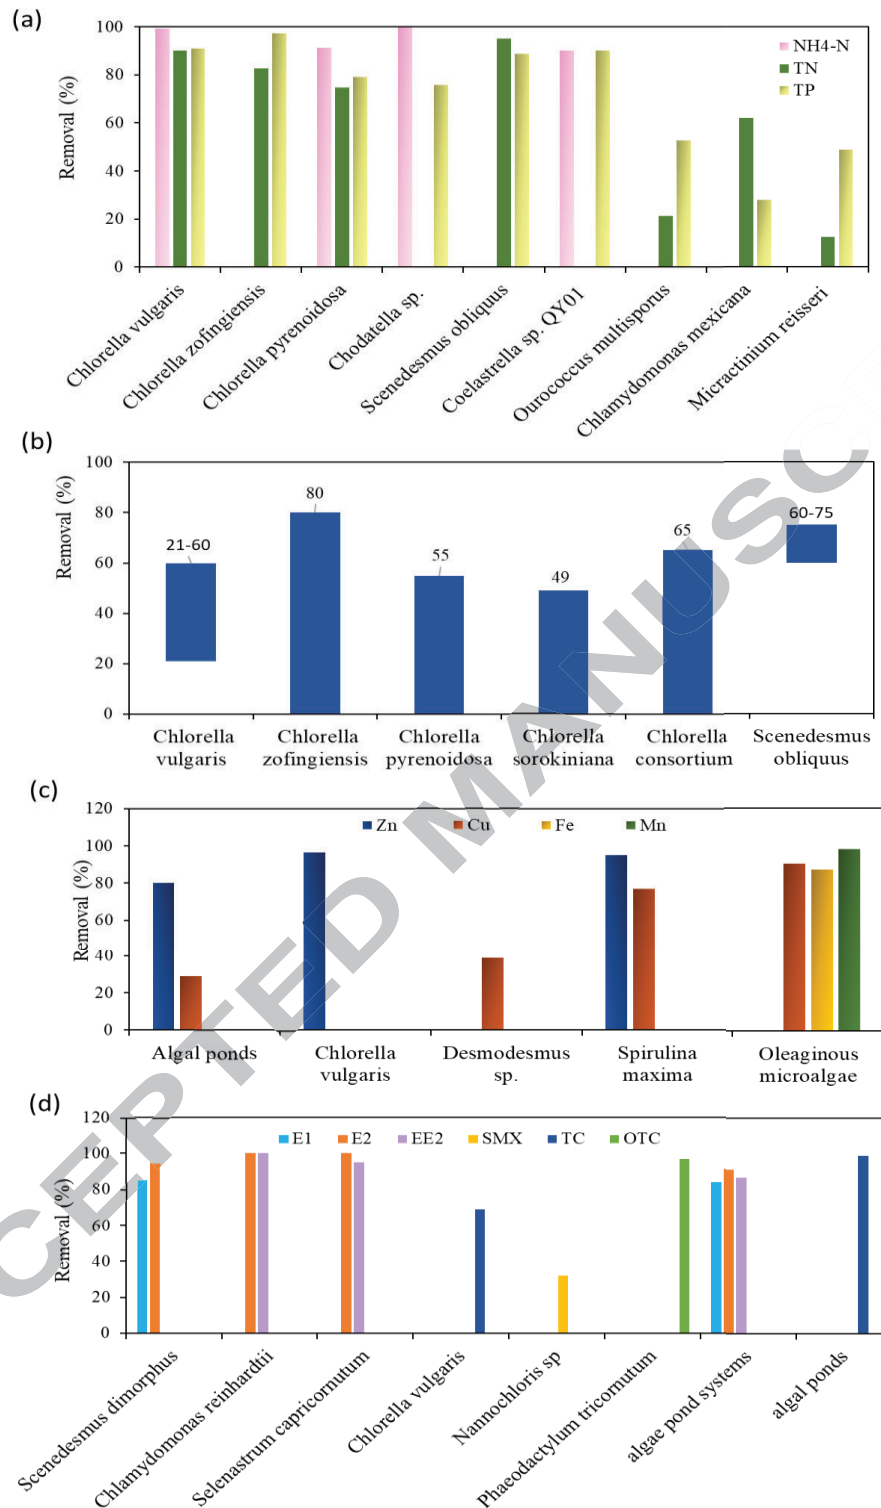 (a)
100
80
60
40
20
0
Removal (%)
NH4-N
TN
TP
Chlorella vulgaris
Chlorella zofingiensis
Chlorella pyrenoidosa
Chodatella sp.
Scenedesmus obliquus
Coelastrella sp. QY01
Ourococcus multisporus
Chlamydomonas mexicana
Micractinium reisseri
(b)
100
80
60
40
20
0
Removal (%)
21-60
80
55
49
65
60-75
Chlorella vulgaris
Chlorella zofingiensis
Chlorella pyrenoidosa
Chlorella sorokiniana
Chlorella consortium
Scenedesmus obliquus
(c)
120
100
80
60
40
20
0
Removal (%)
Zn Cu Fe Mn
Algal ponds
Chlorella vulgaris
Desmodesmus sp.
Spirulina maxima
Oleaginous microalgae
(d)
120
100
80
60
40
20
0
Removal (%)
E1 E2 EE2 SMX TC OTC
Scenedesmus dimorphus
Chlamydomonas reinhardtii
Selenastrum capricornutum
Chlorella vulgaris
Nannochloris sp
Phaeodactylum tricornutum
algae pond systems
algal ponds
CEPTED MANUSC